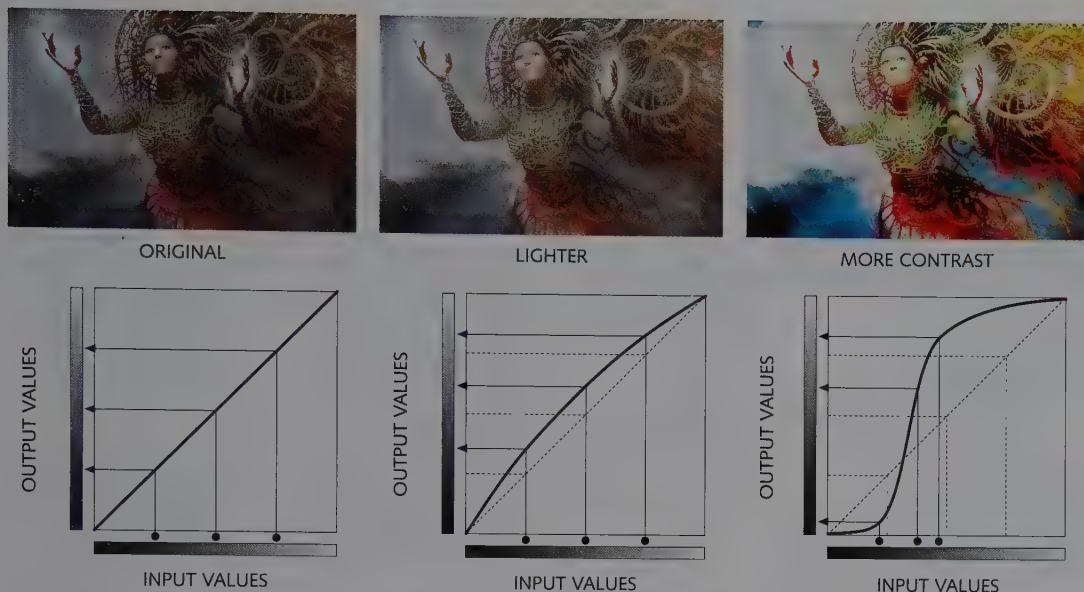 ORIGINAL
LIGHTER
MORE CONTRAST
OUTPUT VALUES
INPUT VALUES
OUTPUT VALUES
INPUT VALUES
OUTPUT VALUES
INPUT VALUES